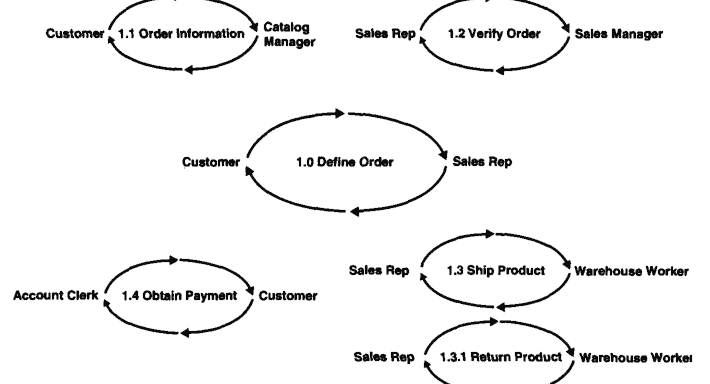 Customer 1.1 Order Information Catalog Manager
Sales Rep 1.2 Verify Order Sales Manager
Customer 1.0 Define Order Sales Rep
Account Clerk 1.4 Obtain Payment Customer
Sales Rep 1.3 Ship Product Warehouse Worker
Sales Rep 1.3.1 Return Product Warehouse Worker